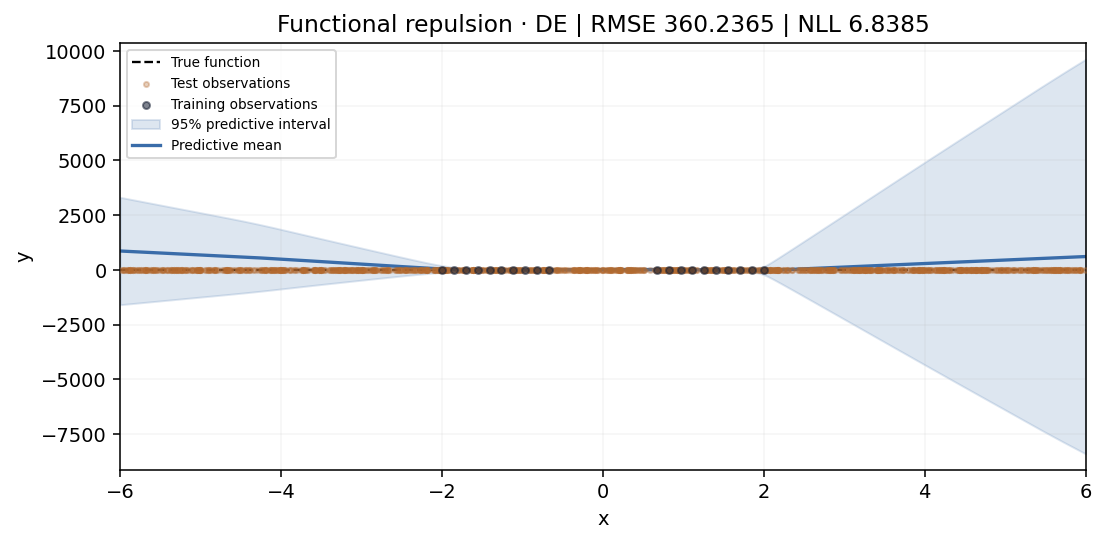 Functional repulsion · DE | RMSE 360.2365 | NLL 6.8385
True function
Test observations
Training observations
95% predictive interval
Predictive mean
10000
7500
5000
2500
0
−2500
−5000
−7500
y
−6
−4
−2
0
2
4
6
x